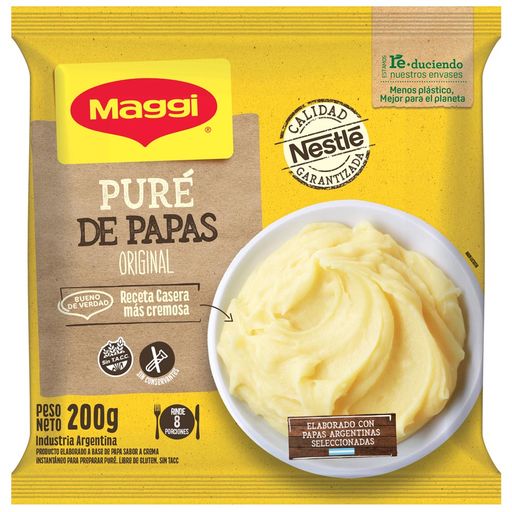 ESTAMOS
re·duciendo
nuestros envases
Menos plástico,
Mejor para el planeta
Maggi
®
CALIDAD
Nestlé
GARANTIZADA
PURÉ
DE PAPAS
ORIGINAL
BUENO
DE VERDAD
Receta Casera
más cremosa
Sin T.A.C.C.
SIN CONSERVANTES
PESO
NETO 200g
RINDE
8
PORCIONES
Industria Argentina
PRODUCTO ELABORADO A BASE DE PAPA SABOR A CREMA
INSTANTÁNEO PARA PREPARAR PURÉ. LIBRE DE GLUTEN. SIN TACC
ELABORADO CON
PAPAS ARGENTINAS
SELECCIONADAS